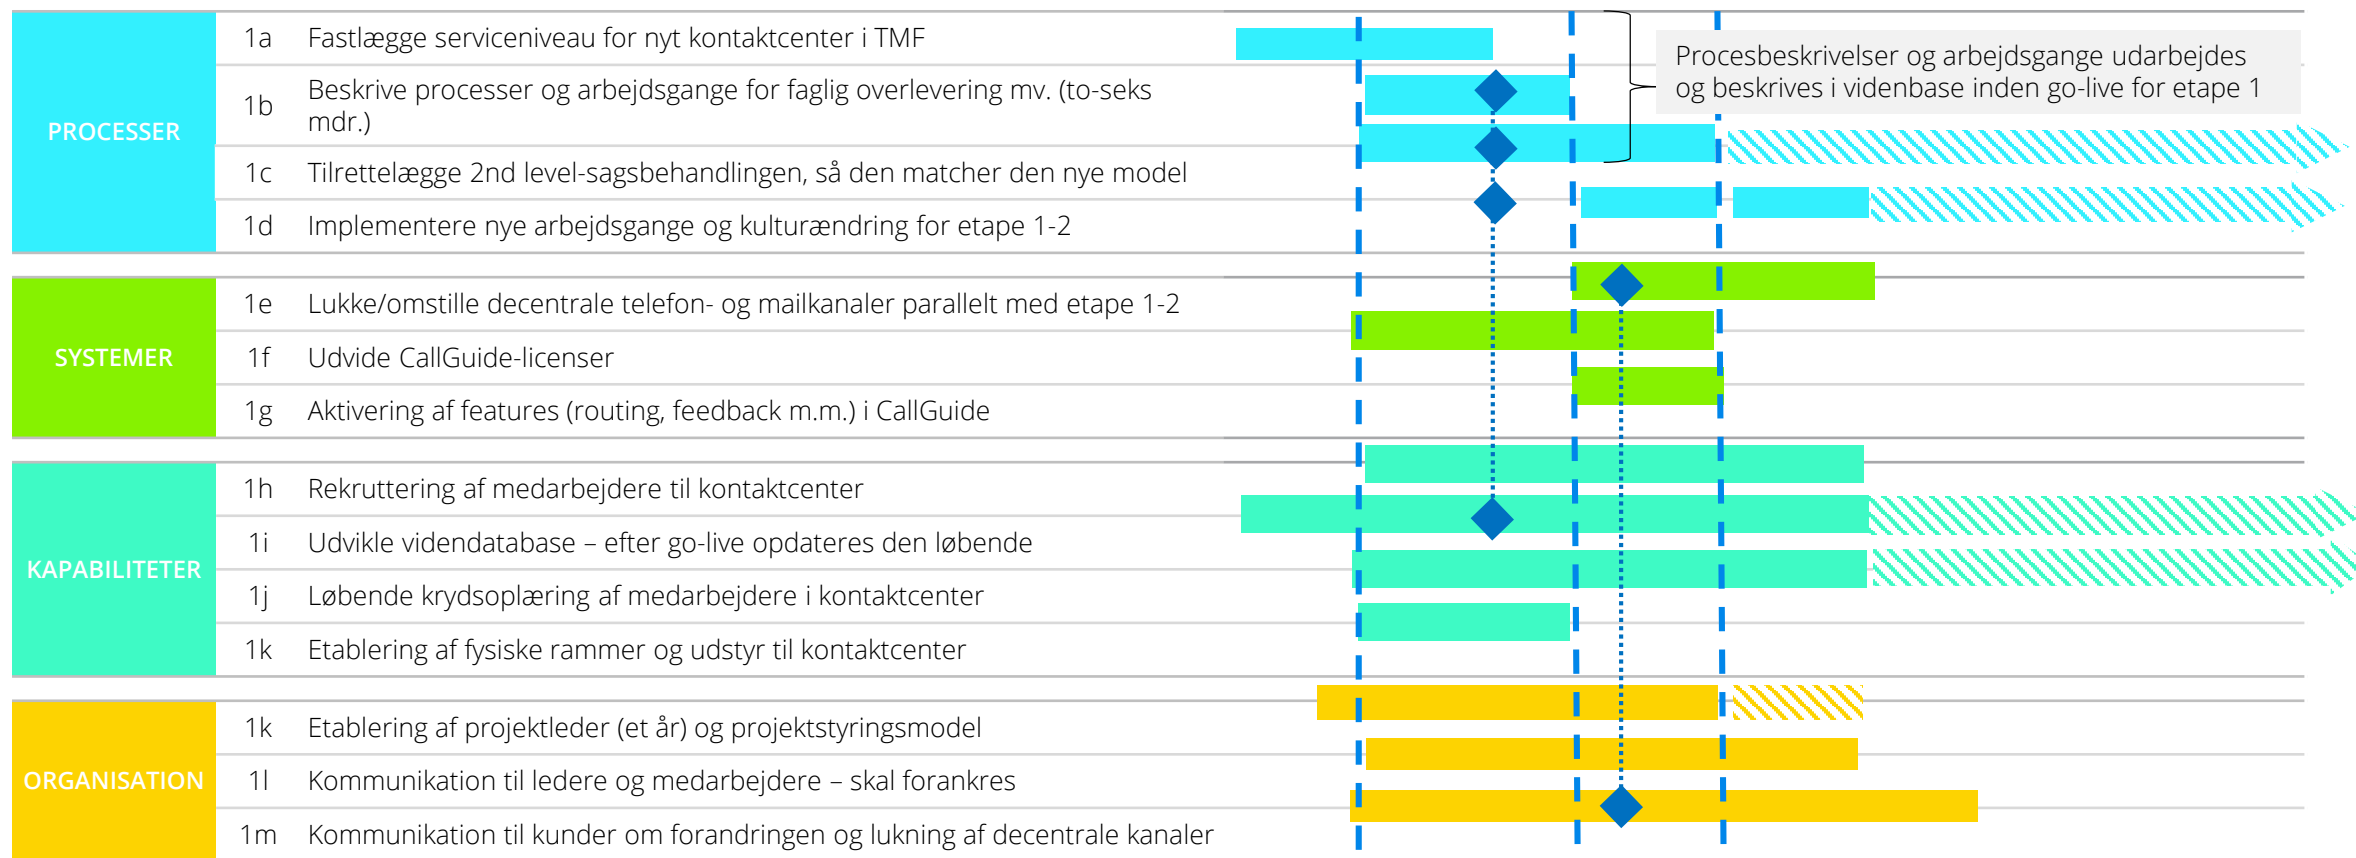 PROCESSER
1a Fastlægge serviceniveau for nyt kontaktcenter i TMF
1b Beskrive processer og arbejdsgange for faglig overlevering mv. (to-seks
mdr.)
1c Tilrettelægge 2nd level-sagsbehandlingen, så den matcher den nye model
1d Implementere nye arbejdsgange og kulturændring for etape 1-2
Procesbeskrivelser og arbejdsgange udarbejdes
og beskrives i videnbase inden go-live for etape 1
SYSTEMER
1e Lukke/omstille decentrale telefon- og mailkanaler parallelt med etape 1-2
1f Udvide CallGuide-licenser
1g Aktivering af features (routing, feedback m.m.) i CallGuide
KAPABILITETER
1h Rekruttering af medarbejdere til kontaktcenter
1i Udvikle videndatabase – efter go-live opdateres den løbende
1j Løbende krydsoplæring af medarbejdere i kontaktcenter
1k Etablering af fysiske rammer og udstyr til kontaktcenter
ORGANISATION
1k Etablering af projektleder (et år) og projektstyringsmodel
1l Kommunikation til ledere og medarbejdere – skal forankres
1m Kommunikation til kunder om forandringen og lukning af decentrale kanaler